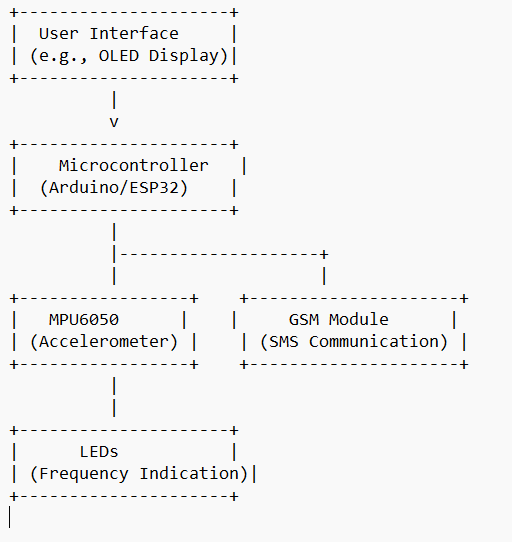 +---------------------+
|  User Interface     |
| (e.g., OLED Display)|
+---------------------+
          |
          v
+---------------------+
|    Microcontroller   |
|  (Arduino/ESP32)    |
+---------------------+
          |
          |--------------------+
          |                    |
+-----------------+    +---------------------+
|   MPU6050      |    |     GSM Module      |
| (Accelerometer) |    | (SMS Communication) |
+-----------------+    +---------------------+
          |
          |
+---------------------+
|      LEDs           |
| (Frequency Indication)|
+---------------------+